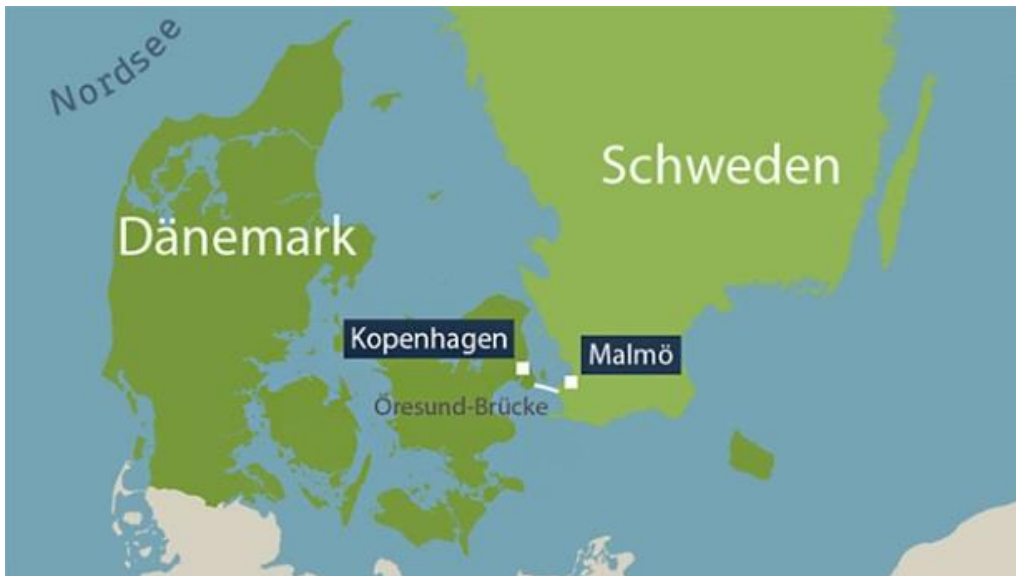 Nordsee
Schweden
Dänemark
Kopenhagen
Malmö
Öresund-Brücke